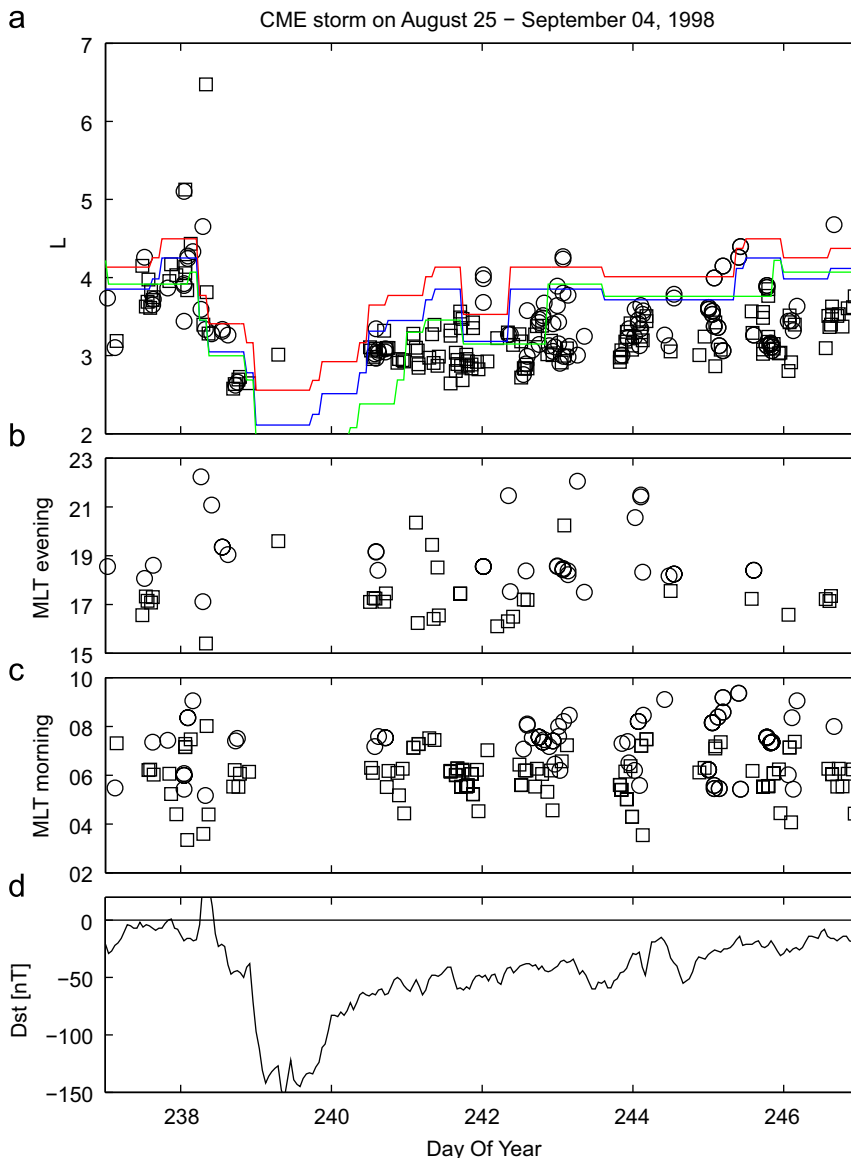 a
CME storm on August 25 − September 04, 1998
7
6
5
4
3
2
L
b
23
21
19
17
15
MLT evening
c
10
08
06
04
02
MLT morning
d
0
−50
−100
−150
Dst [nT]
238 240 242 244 246
Day Of Year